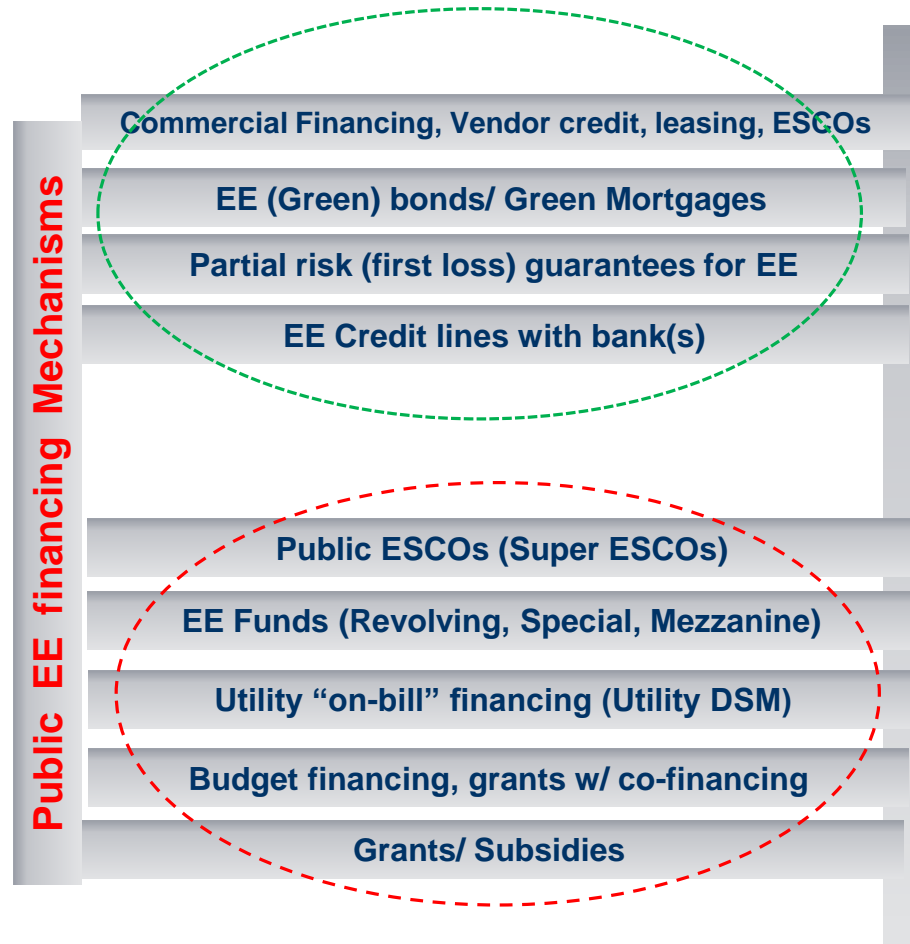 Public EE financing Mechanisms
Commercial Financing, Vendor credit, leasing, ESCOs
EE (Green) bonds/ Green Mortgages
Partial risk (first loss) guarantees for EE
EE Credit lines with bank(s)
Public ESCOs (Super ESCOs)
EE Funds (Revolving, Special, Mezzanine)
Utility “on-bill” financing (Utility DSM)
Budget financing, grants w/ co-financing
Grants/ Subsidies